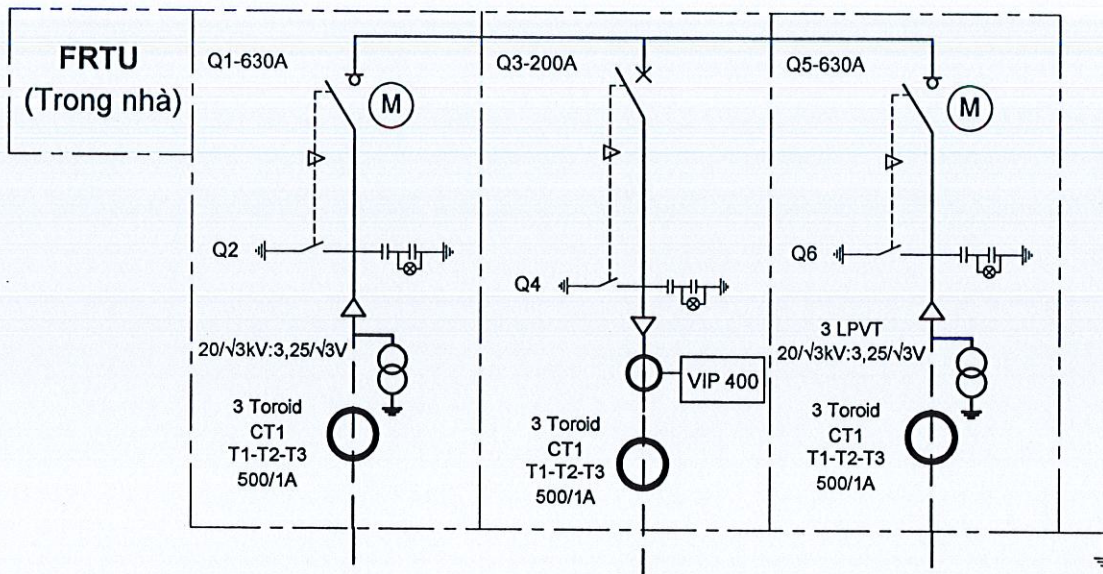 FRTU
(Trong nhà)
Q1-630A
M
Q2
20/√3kV:3,25/√3V
3 Toroid
CT1
T1-T2-T3
500/1A
Q3-200A
Q4
VIP 400
3 Toroid
CT1
T1-T2-T3
500/1A
Q5-630A
M
Q6
3 LPVT
20/√3kV:3,25/√3V
3 Toroid
CT1
T1-T2-T3
500/1A